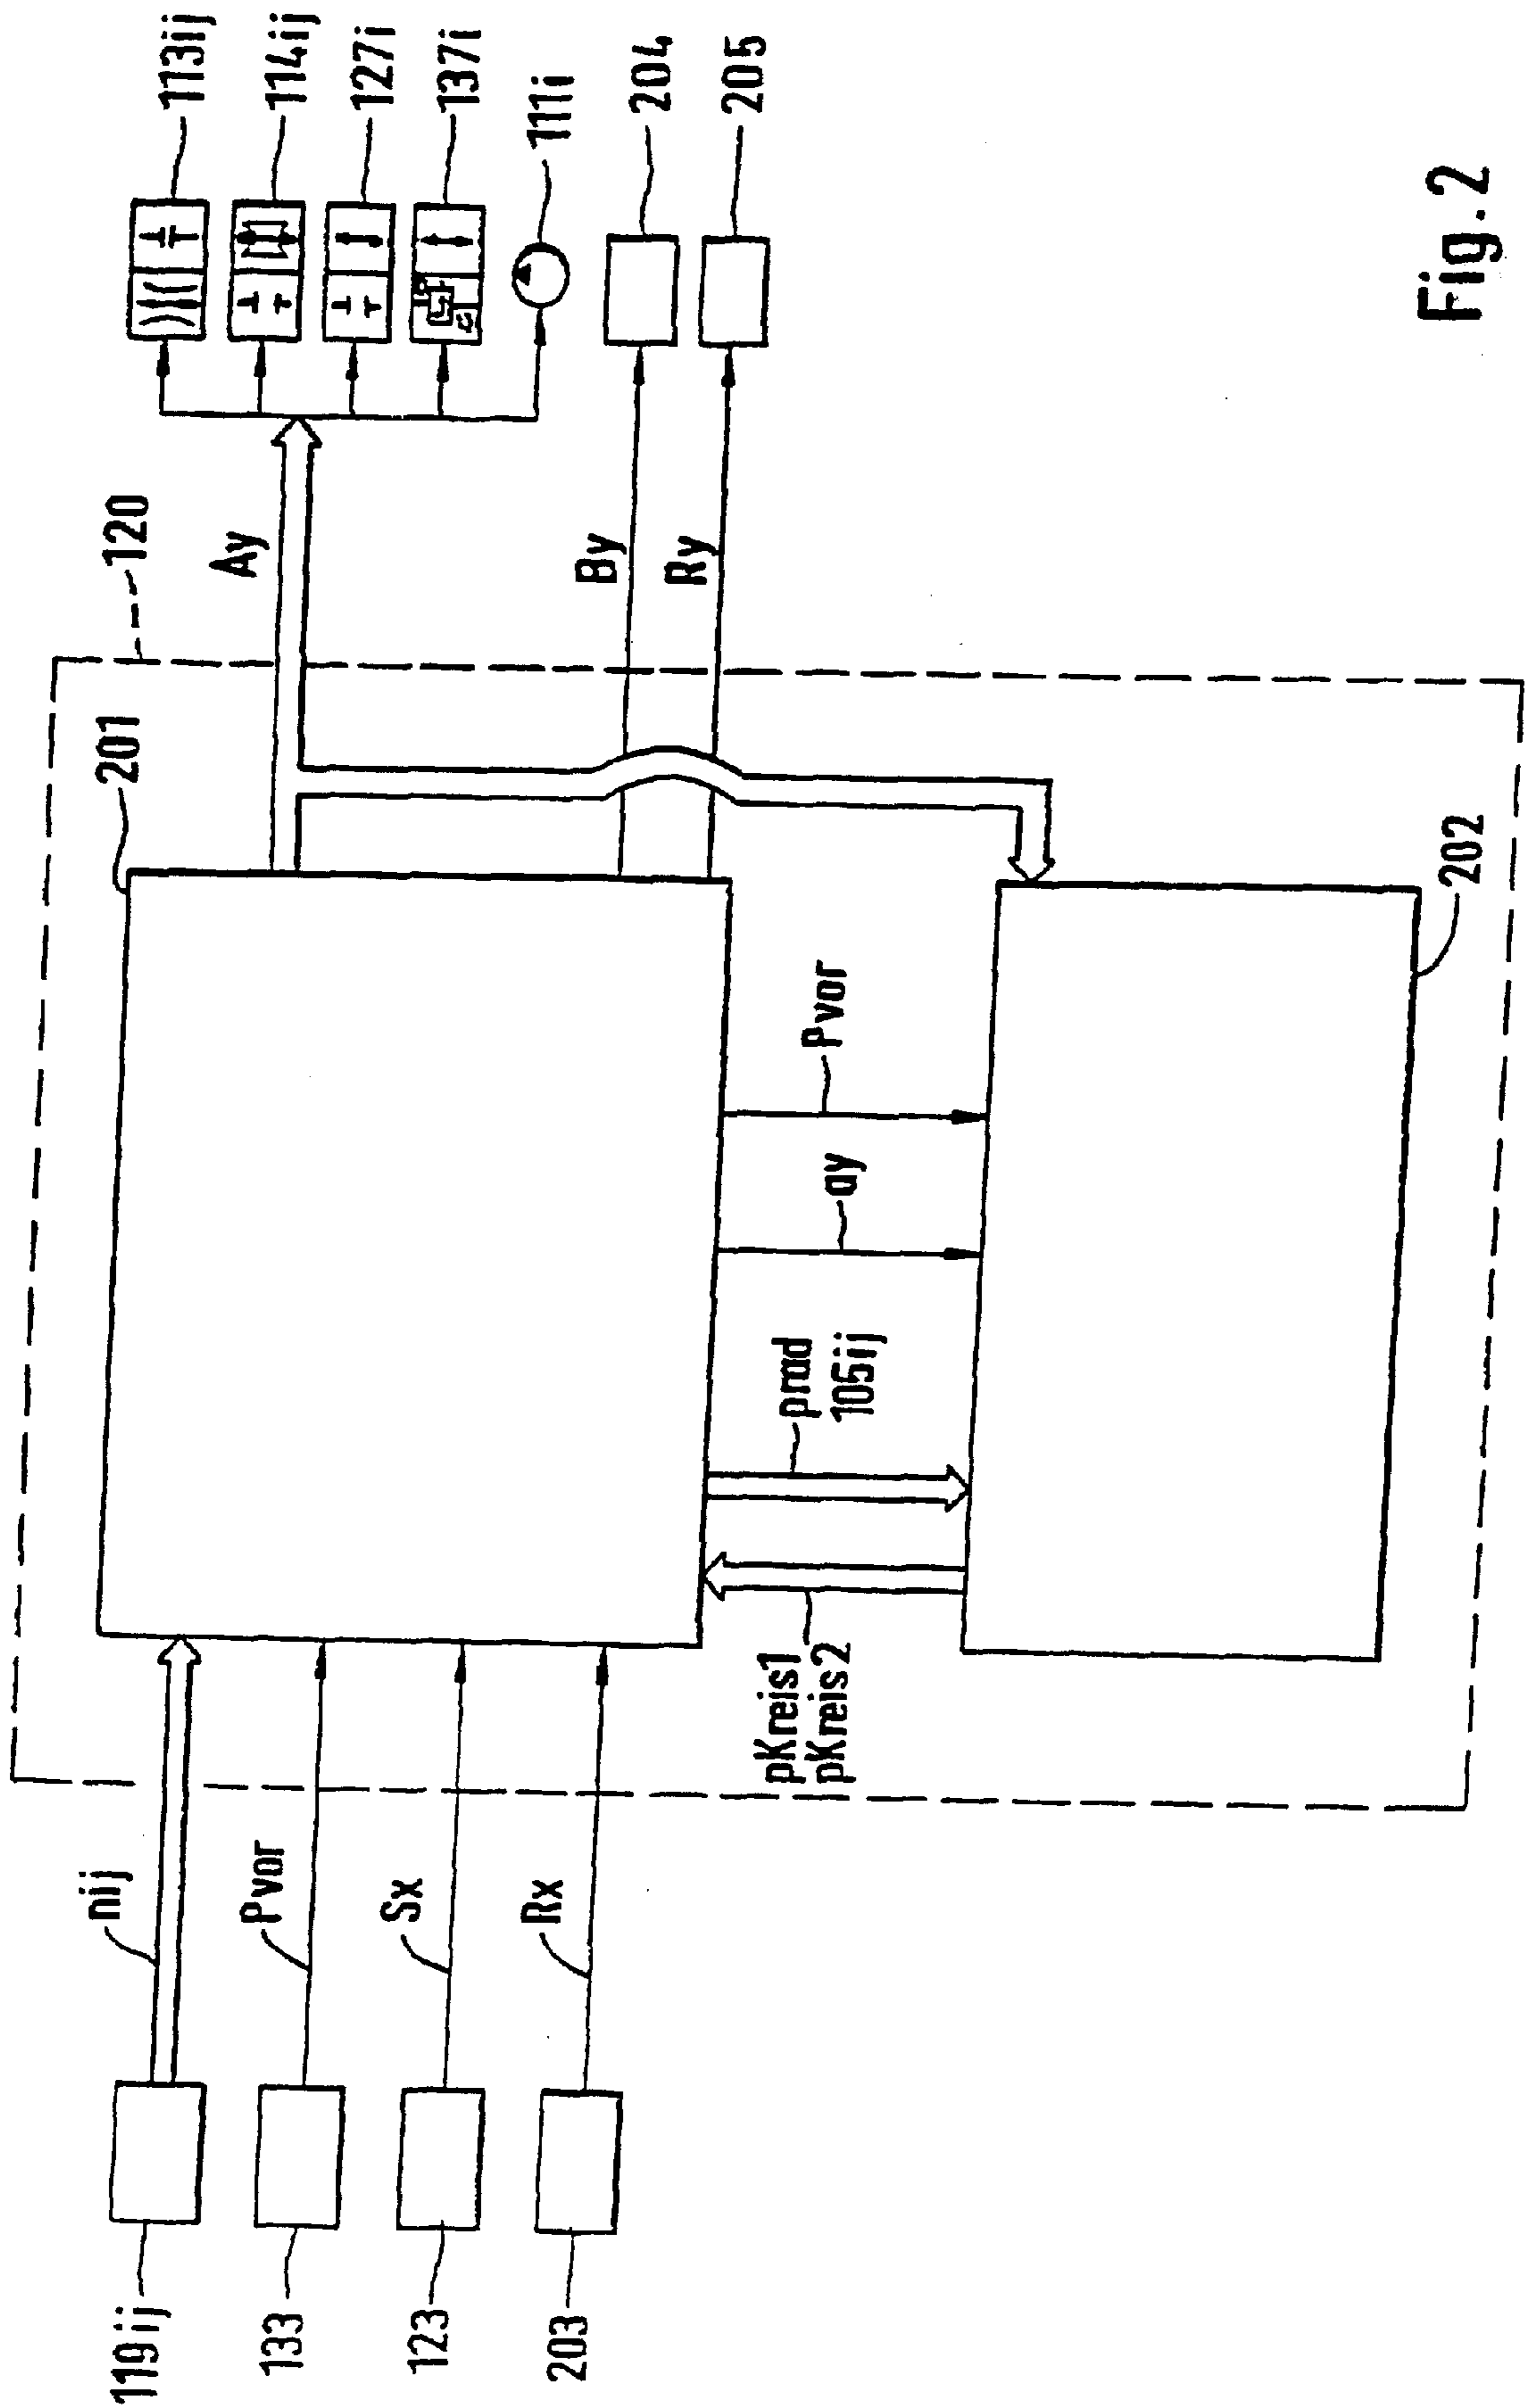 119ij
133
123
203
nij
Pvor
Sx
Rx
pKreis1
pKreis2
prad
105ij
ay
Pvor
201
202
120
Ay
By
Ry
113ij
114ij
127i
137i
111i
204
205
Fig.2